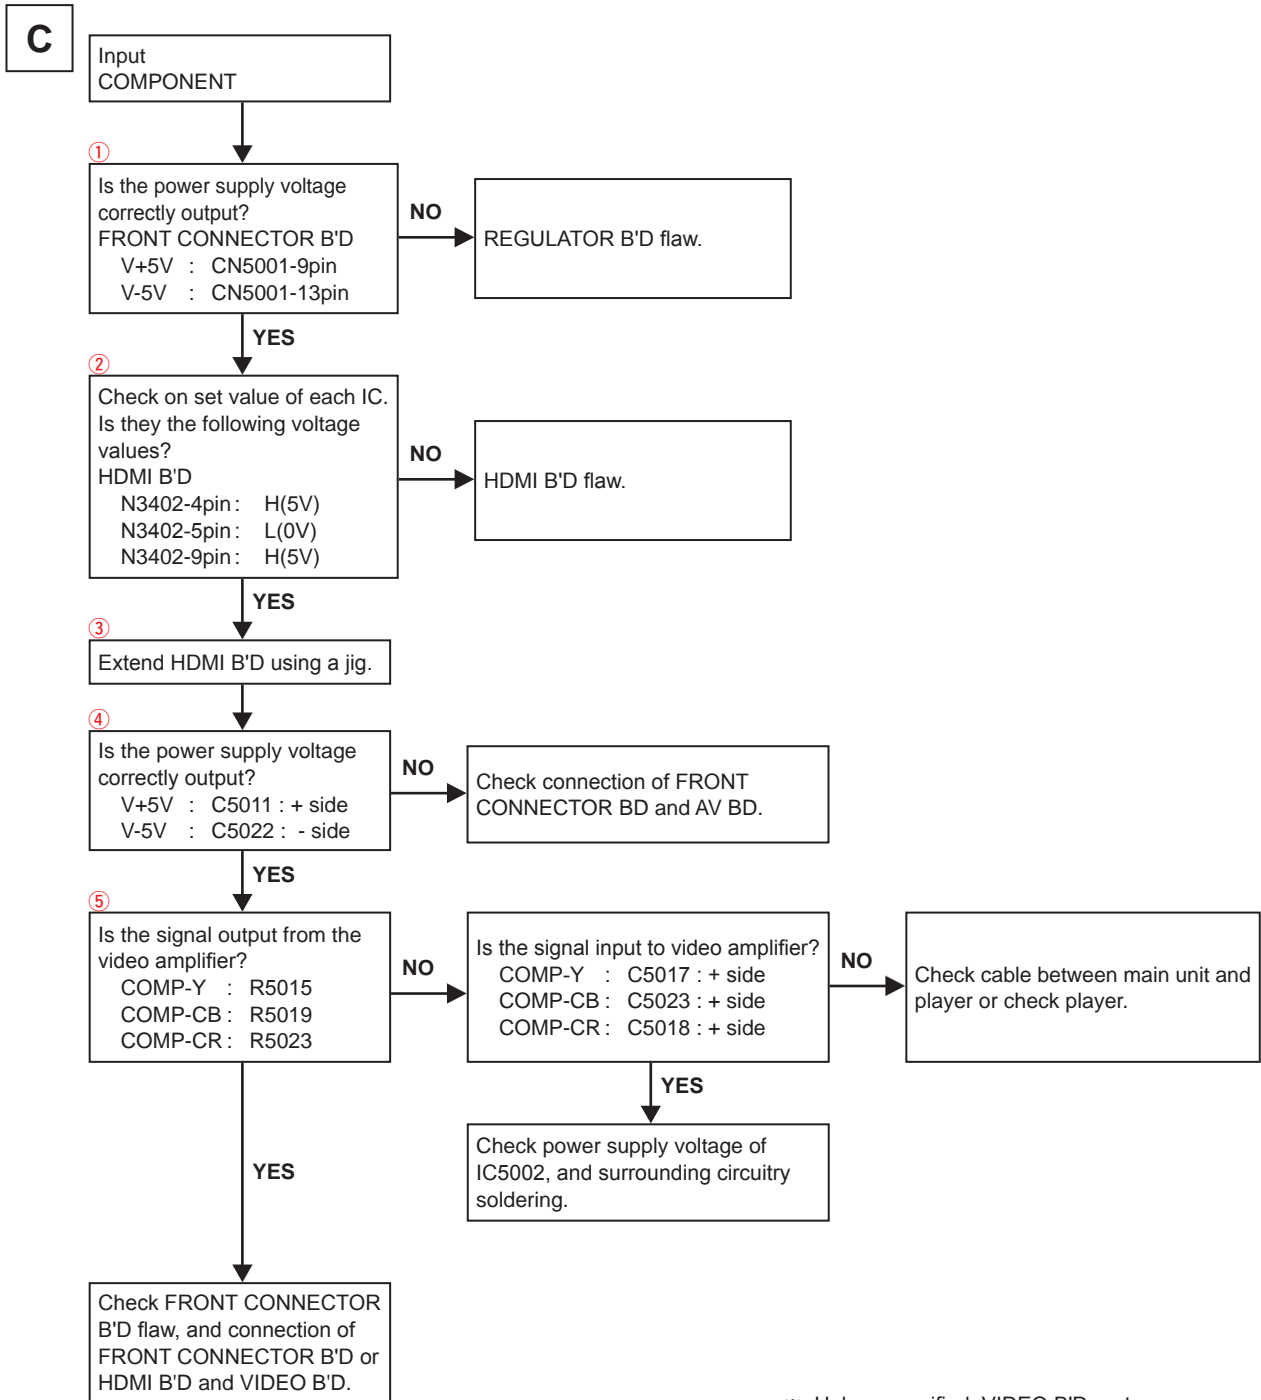 C
Input
COMPONENT
①
Is the power supply voltage
correctly output?
FRONT CONNECTOR B'D
V+5V : CN5001-9pin
V-5V : CN5001-13pin
NO
REGULATOR B'D flaw.
YES
②
Check on set value of each IC.
Is they the following voltage
values?
HDMI B'D
N3402-4pin : H(5V)
N3402-5pin : L(0V)
N3402-9pin : H(5V)
NO
HDMI B'D flaw.
YES
③
Extend HDMI B'D using a jig.
④
Is the power supply voltage
correctly output?
V+5V : C5011 : + side
V-5V : C5022 : - side
NO
Check connection of FRONT
CONNECTOR BD and AV BD.
YES
⑤
Is the signal output from the
video amplifier?
COMP-Y : R5015
COMP-CB : R5019
COMP-CR : R5023
NO
Is the signal input to video amplifier?
COMP-Y : C5017 : + side
COMP-CB : C5023 : + side
COMP-CR : C5018 : + side
NO
Check cable between main unit and
player or check player.
YES
Check power supply voltage of
IC5002, and surrounding circuitry
soldering.
YES
Check FRONT CONNECTOR
B'D flaw, and connection of
FRONT CONNECTOR B'D or
HDMI B'D and VIDEO B'D.